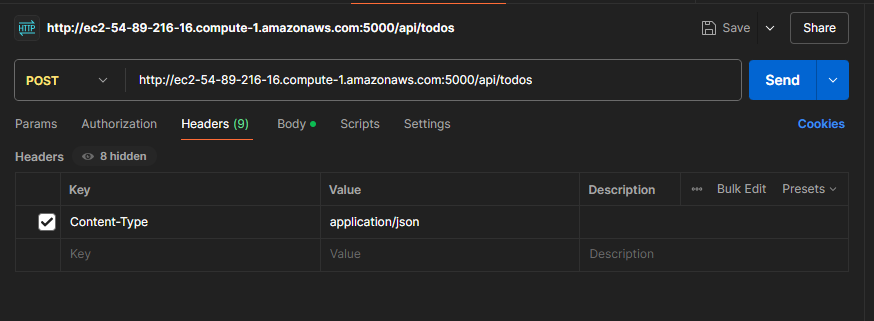 HTTP http://ec2-54-89-216-16.compute-1.amazonaws.com:5000/api/todos Save Share
POST http://ec2-54-89-216-16.compute-1.amazonaws.com:5000/api/todos Send
Params Authorization Headers (9) Body Scripts Settings Cookies
Headers 8 hidden
Key Value Description Bulk Edit Presets
Content-Type application/json
Key Value Description